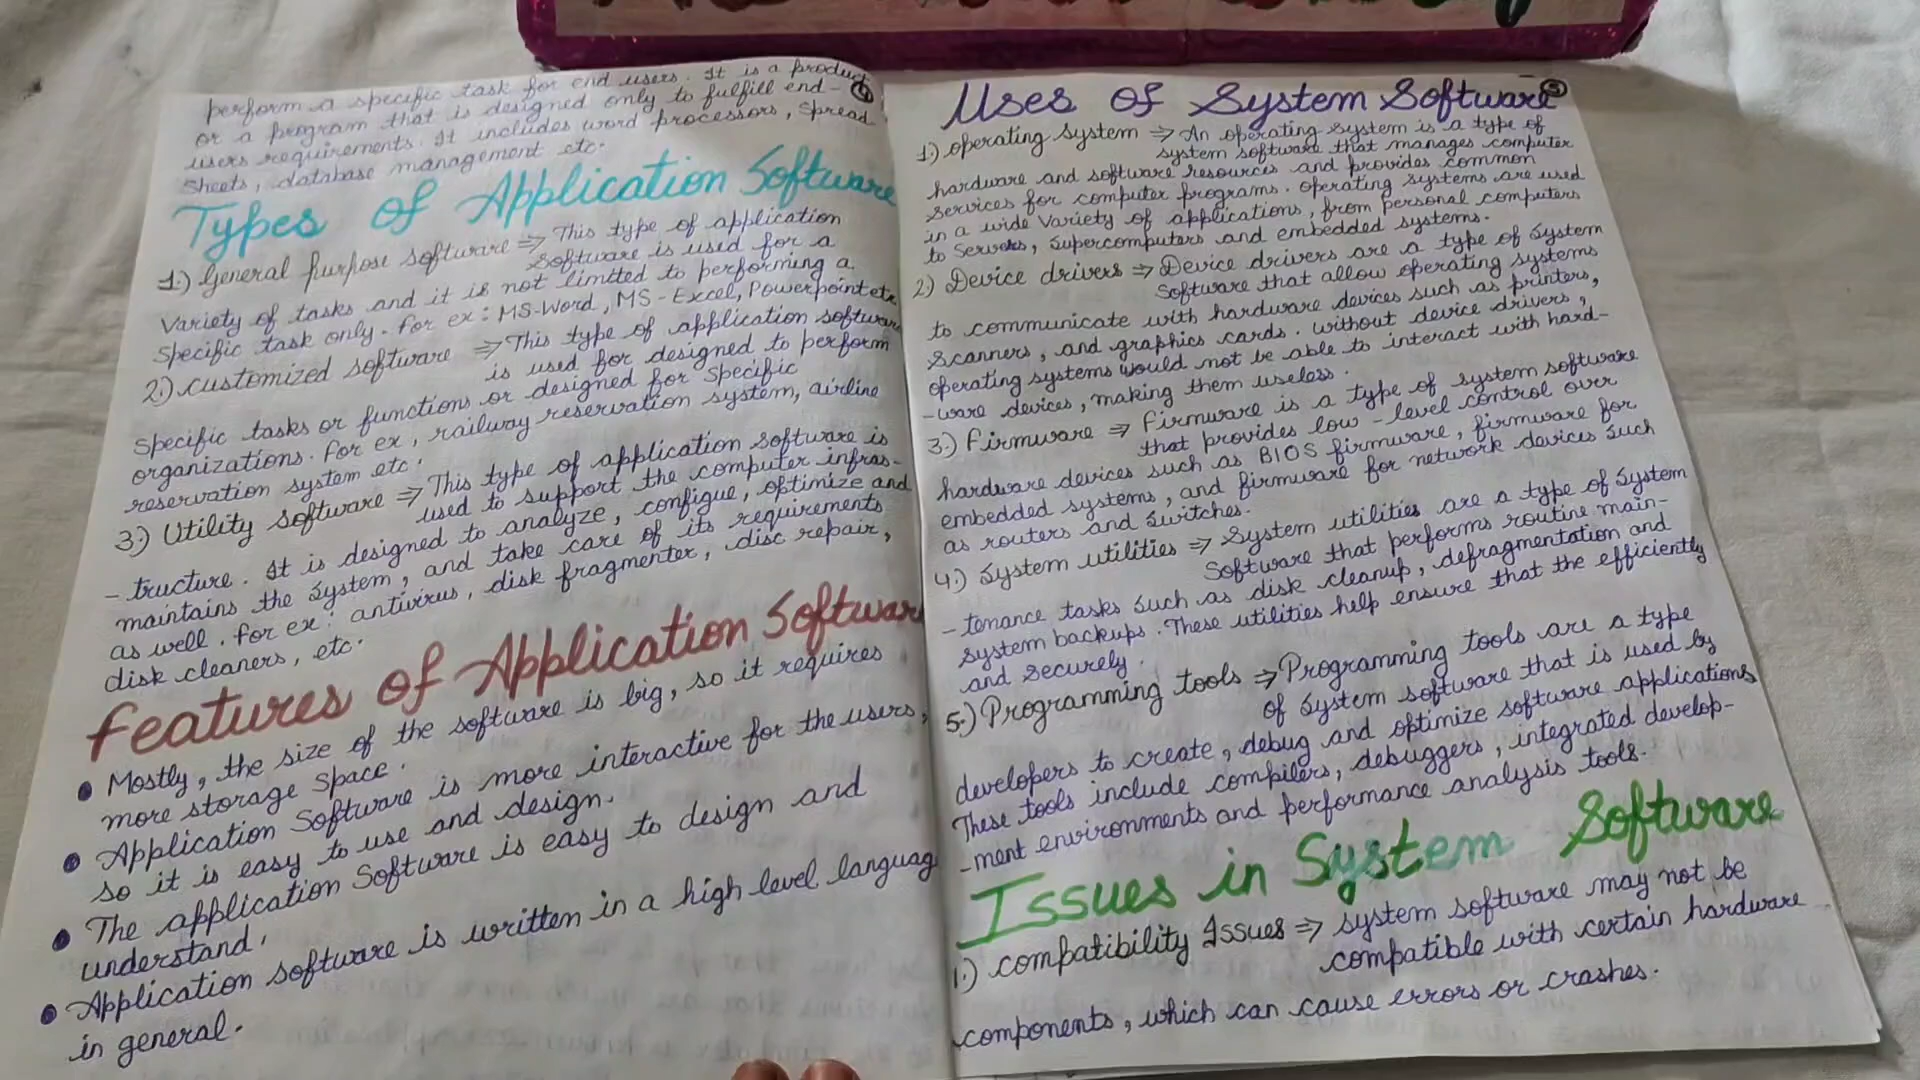 perform a specific task for end users. It is a product
or a program that is designed only to fulfill end-
users requirements. It includes word processors, spread
sheets, database management etc.
4
Types of Application Software
1.) General purpose software ⇒ This type of application
software is used for a
variety of tasks and it is not limited to performing a
specific task only. For ex: MS-Word, MS-Excel, Powerpoint etc
2.) customized software ⇒ This type of application software
is used for designed to perform
specific tasks or functions or designed for specific
organizations. For ex, railway reservation system, airline
reservation system etc.
3.) Utility software ⇒ This type of application software is
used to support the computer infras-
-tructure. It is designed to analyze, configue, optimize and
maintains the system, and take care of its requirements
as well. For ex: antivirus, disk fragmenter, disc repair,
disk cleaners, etc.
Features of Application Software
• Mostly, the size of the software is big, so it requires
more storage space.
• Application Software is more interactive for the users,
so it is easy to use and design.
• The application Software is easy to design and
understand.
• Application software is written in a high level languag
in general.
Uses of System Software
5
1.) operating system ⇒ An operating system is a type of
system software that manages computer
hardware and software resources and provides common
services for computer programs. operating systems are used
in a wide variety of applications, from personal computers
to servers, supercomputers and embedded systems.
2.) Device drivers ⇒ Device drivers are a type of system
software that allow operating systems
to communicate with hardware devices such as printers,
scanners, and graphics cards. without device drivers,
operating systems would not be able to interact with hard-
-ware devices, making them useless.
3.) Firmware ⇒ Firmware is a type of system software
that provides low-level control over
hardware devices such as BIOS firmware, firmware for
embedded systems, and firmware for network devices such
as routers and switches.
4.) System utilities ⇒ System utilities are a type of system
software that performs routine main-
-tenance tasks such as disk cleanup, defragmentation and
system backups. These utilities help ensure that the efficiently
and securely.
5.) Programming tools ⇒ Programming tools are a type
of system software that is used by
developers to create, debug and optimize software applications
These tools include compilers, debuggers, integrated develop-
-ment environments and performance analysis tools.
Issues in System Software
1.) compatibility Issues ⇒ system software may not be
compatible with certain hardware
components, which can cause errors or crashes.